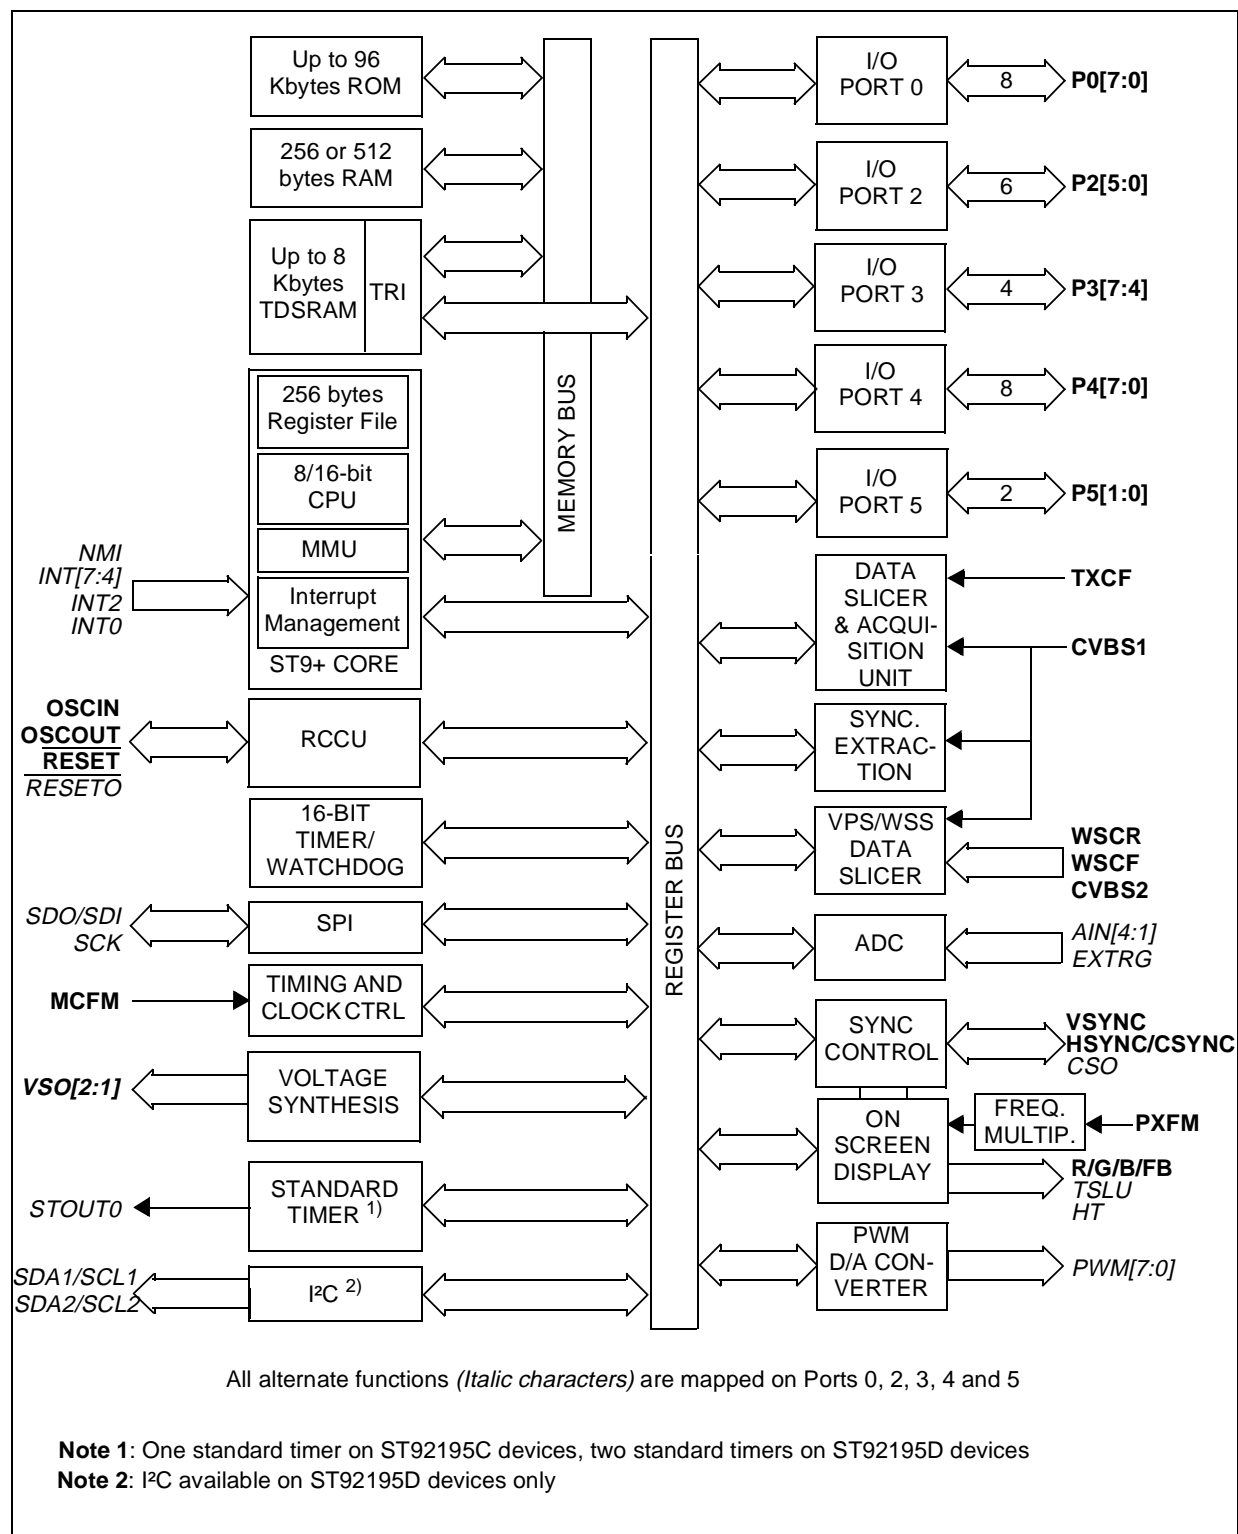 Up to 96
Kbytes ROM
256 or 512
bytes RAM
Up to 8
Kbytes
TDSRAM
TRI
256 bytes
Register File
8/16-bit
CPU
MMU
Interrupt
Management
ST9+ CORE
NMI
INT[7:4]
INT2
INT0
OSCIN
OSCOUT
RESET
RESETO
RCCU
16-BIT
TIMER/
WATCHDOG
SDO/SDI
SCK
SPI
MCFM
TIMING AND
CLOCK CTRL
VSO[2:1]
VOLTAGE
SYNTHESIS
STOUT0
STANDARD
TIMER 1)
SDA1/SCL1
SDA2/SCL2
I²C 2)
MEMORY BUS
REGISTER BUS
I/O
PORT 0
8
P0[7:0]
I/O
PORT 2
6
P2[5:0]
I/O
PORT 3
4
P3[7:4]
I/O
PORT 4
8
P4[7:0]
I/O
PORT 5
2
P5[1:0]
DATA
SLICER
& ACQUI-
SITION
UNIT
TXCF
CVBS1
SYNC.
EXTRAC-
TION
VPS/WSS
DATA
SLICER
WSCR
WSCF
CVBS2
ADC
AIN[4:1]
EXTRG
SYNC
CONTROL
VSYNC
HSYNC/CSYNC
CSO
ON
SCREEN
DISPLAY
FREQ.
MULTIP.
PXFM
R/G/B/FB
TSLU
HT
PWM
D/A CON-
VERTER
PWM[7:0]
All alternate functions (Italic characters) are mapped on Ports 0, 2, 3, 4 and 5
Note 1: One standard timer on ST92195C devices, two standard timers on ST92195D devices
Note 2: I²C available on ST92195D devices only